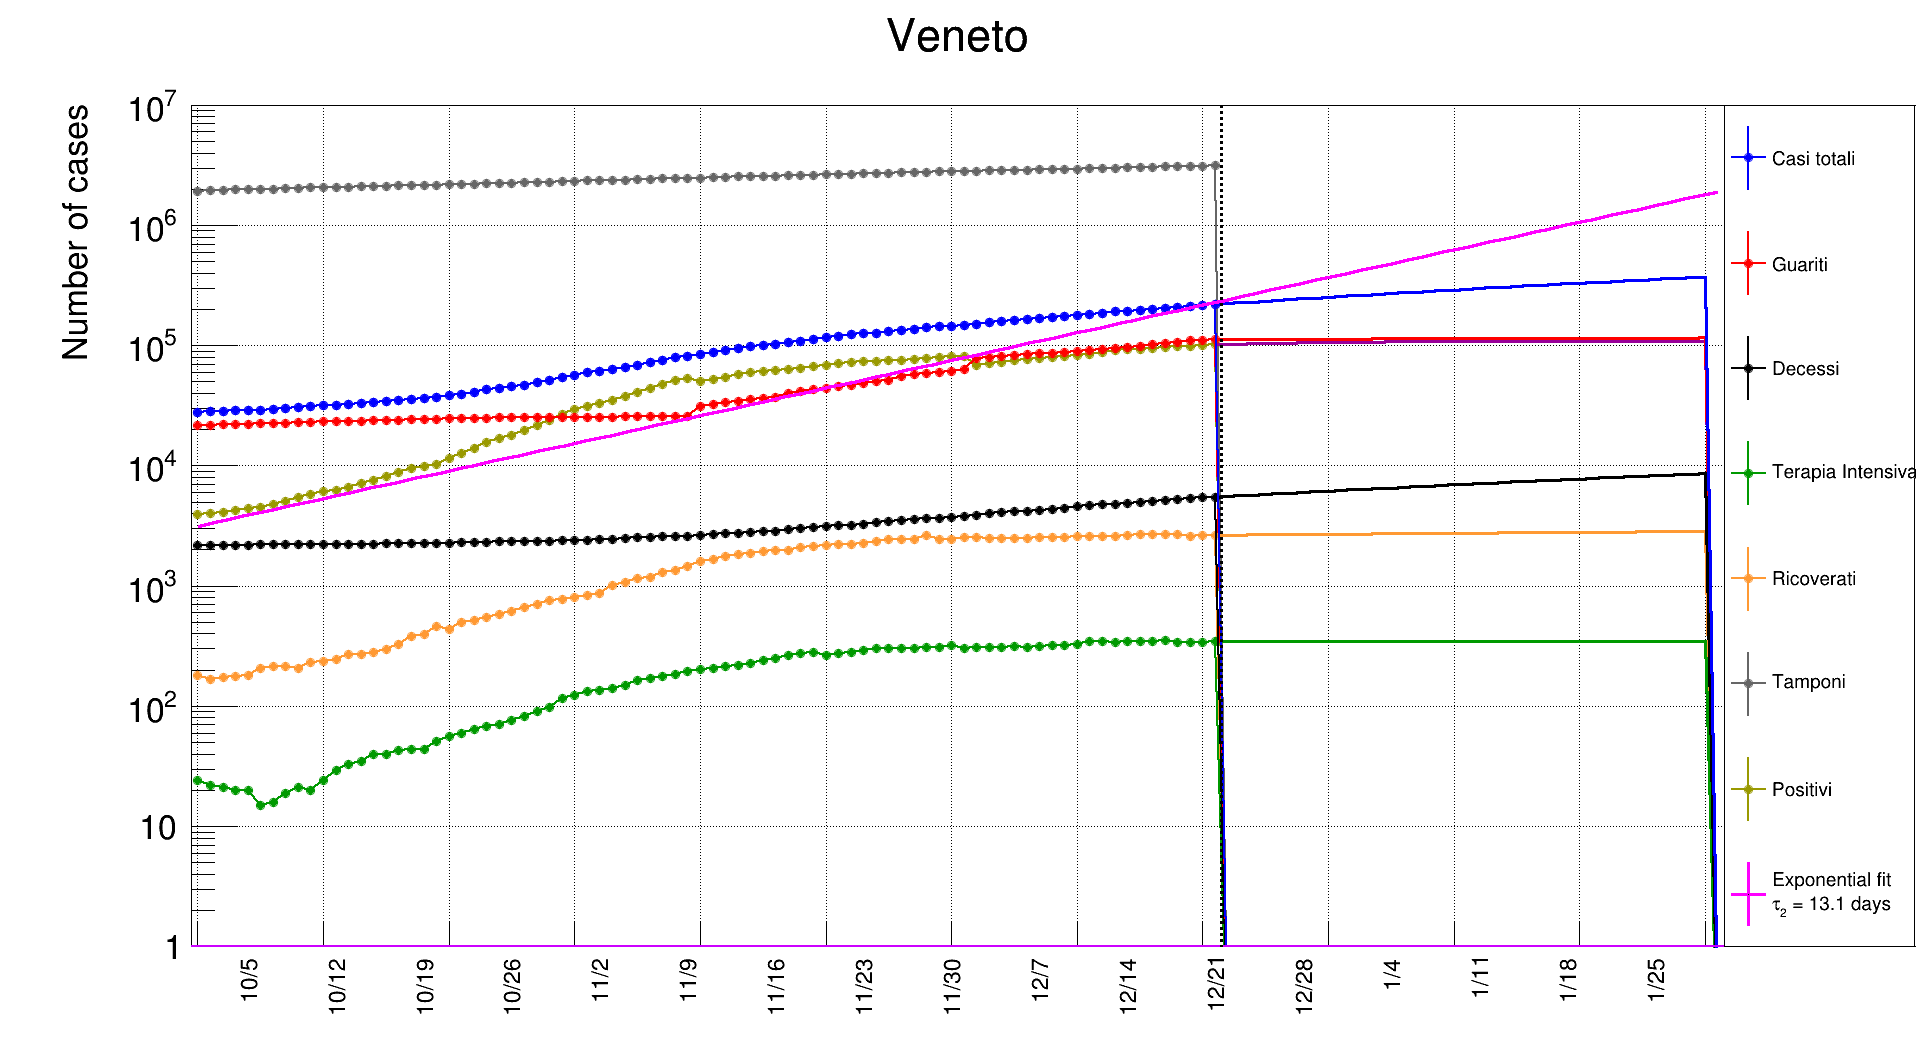 Veneto
Number of cases
10^7
10^6
10^5
10^4
10^3
10^2
10
1
10/5
10/12
10/19
10/26
11/2
11/9
11/16
11/23
11/30
12/7
12/14
12/21
12/28
1/4
1/11
1/18
1/25
Casi totali
Guariti
Decessi
Terapia Intensiva
Ricoverati
Tamponi
Positivi
Exponential fit
τ_2 = 13.1 days